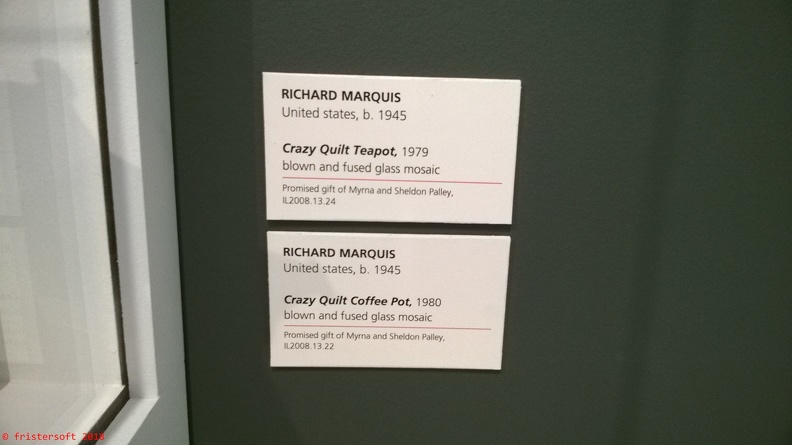 RICHARD MARQUIS
United states, b. 1945
Crazy Quilt Teapot, 1979
blown and fused glass mosaic
Promised gift of Myrna and Sheldon Palley,
IL2008.13.24
RICHARD MARQUIS
United states, b. 1945
Crazy Quilt Coffee Pot, 1980
blown and fused glass mosaic
Promised gift of Myrna and Sheldon Palley,
IL2008.13.22
© fristersoft